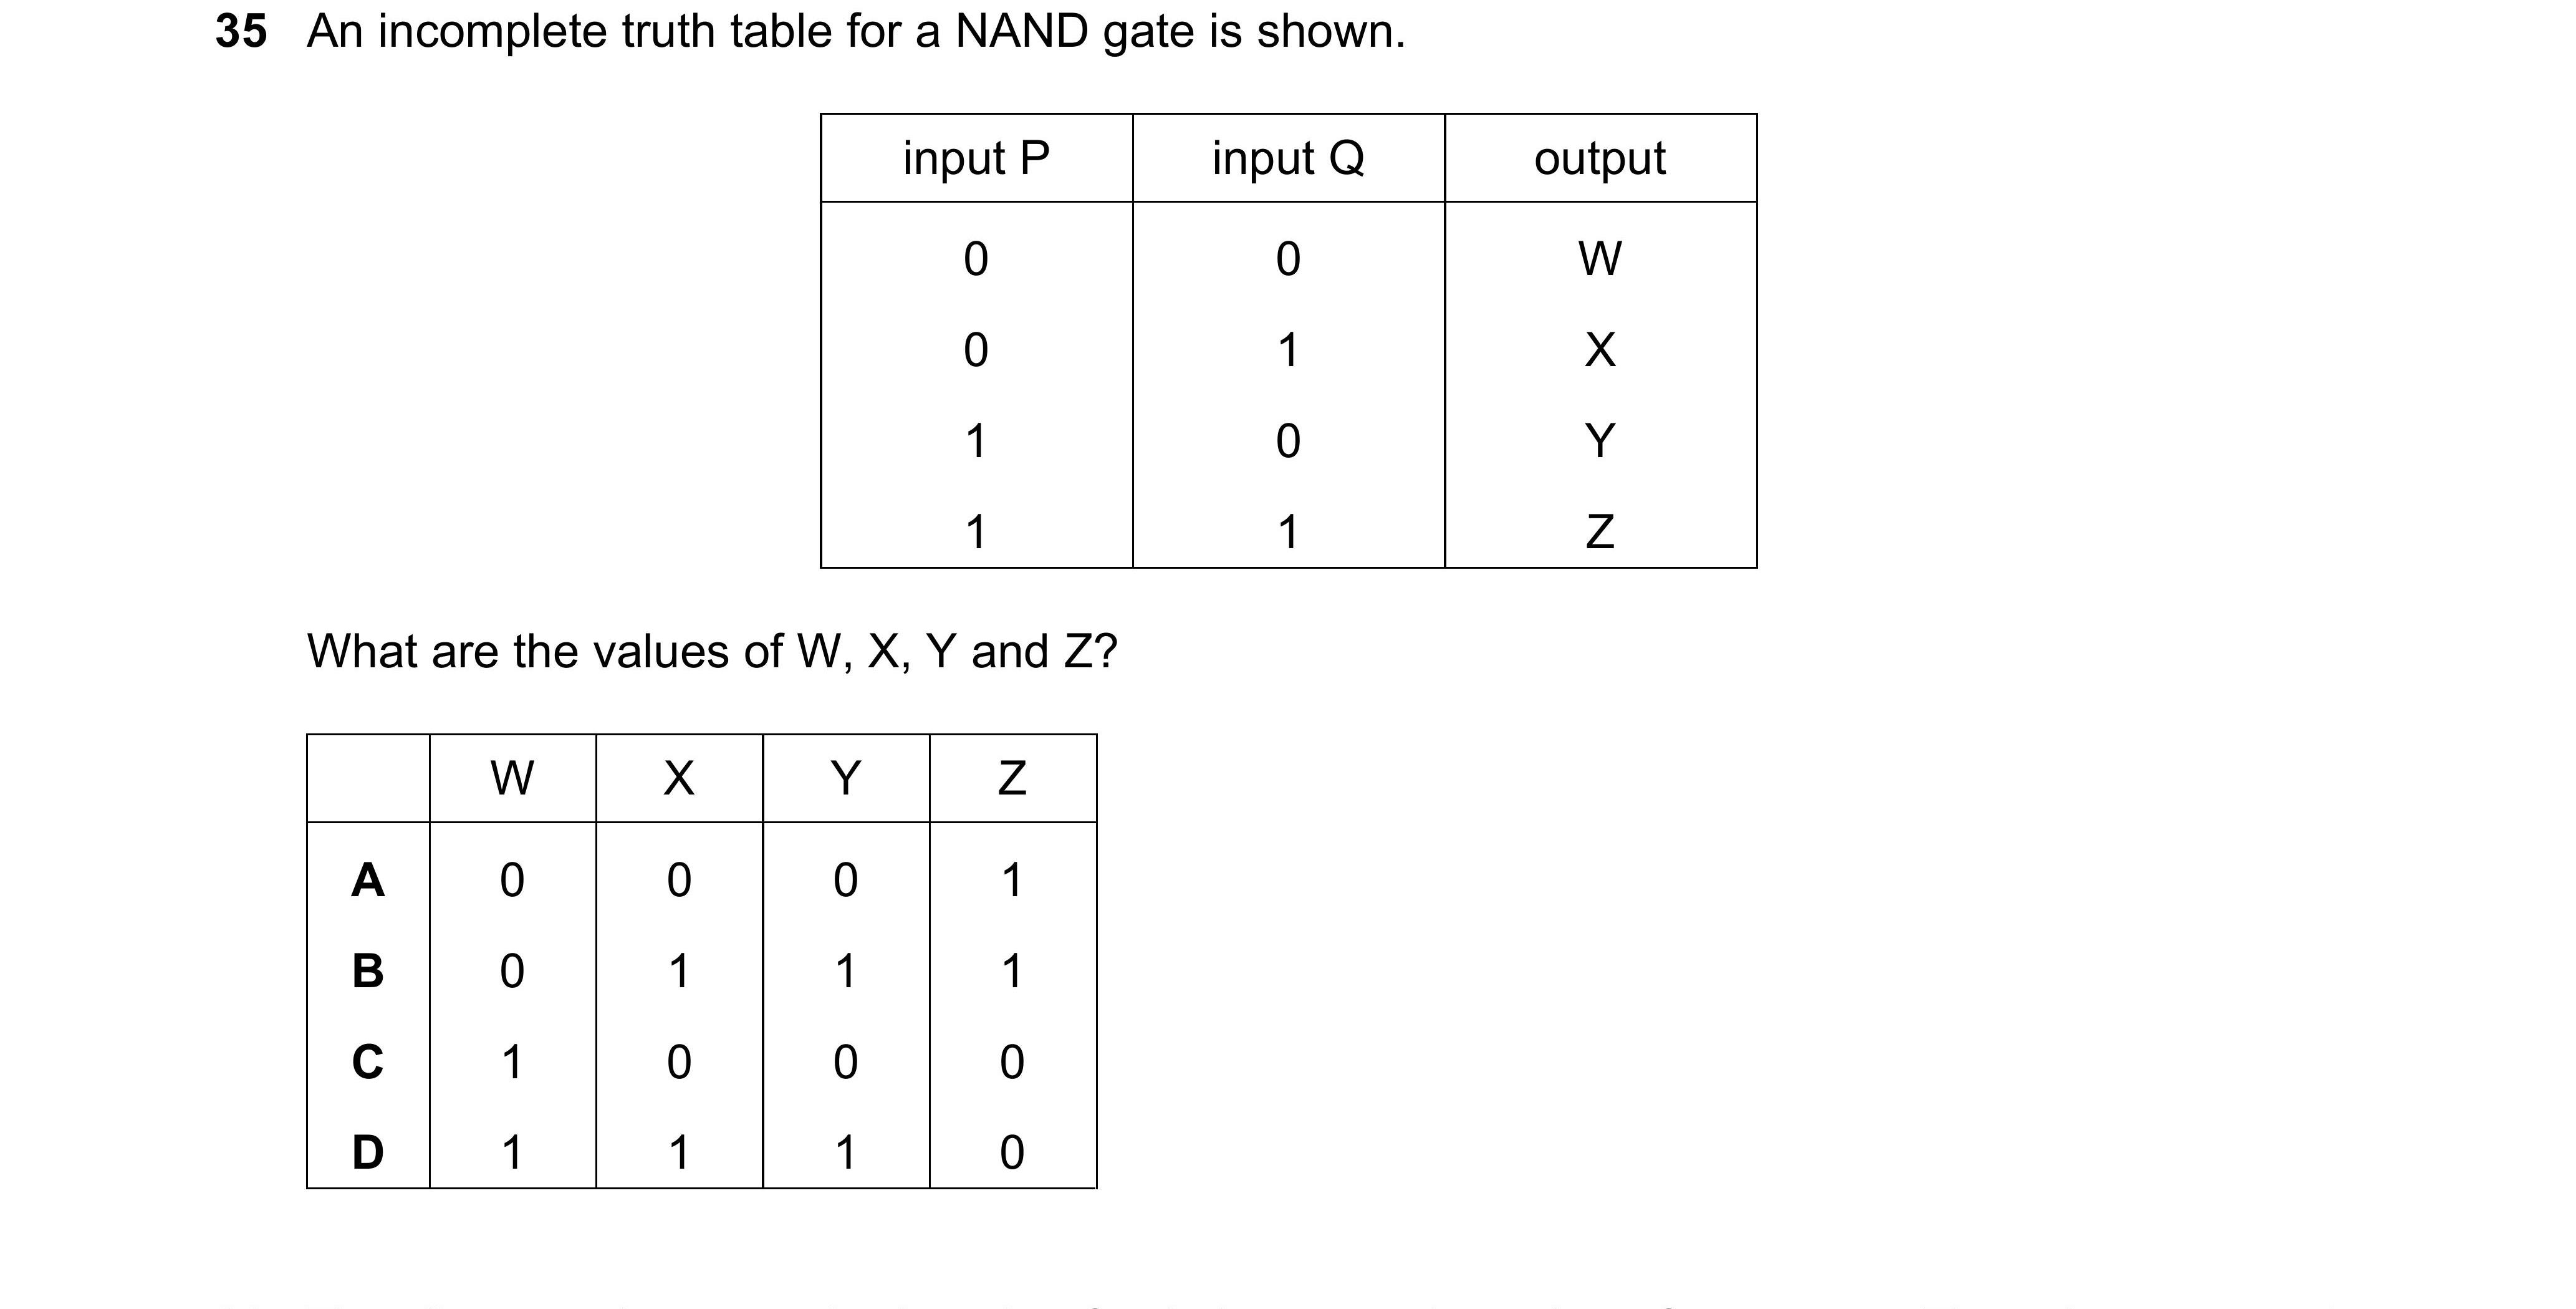 35 An incomplete truth table for a NAND gate is shown.
input P input Q output
0 0 W
0 1 X
1 0 Y
1 1 Z
What are the values of W, X, Y and Z?
W X Y Z
A 0 0 0 1
B 0 1 1 1
C 1 0 0 0
D 1 1 1 0